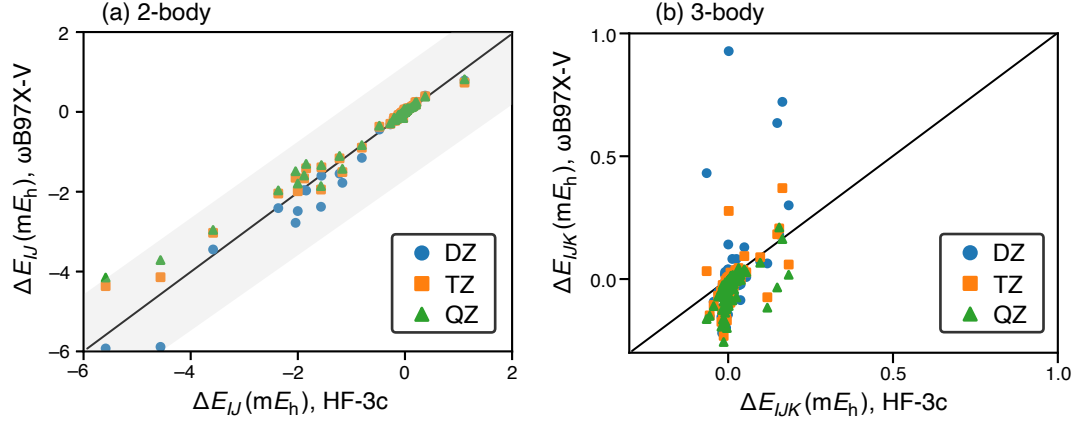 (a) 2-body
2
0
−2
−4
−6
−6
−4
−2
0
2
ΔE_IJ (mE_h), ωB97X-V
ΔE_IJ (mE_h), HF-3c
DZ
TZ
QZ
(b) 3-body
1.0
0.5
0.0
0.0
0.5
1.0
ΔE_IJK (mE_h), ωB97X-V
ΔE_IJK (mE_h), HF-3c
DZ
TZ
QZ